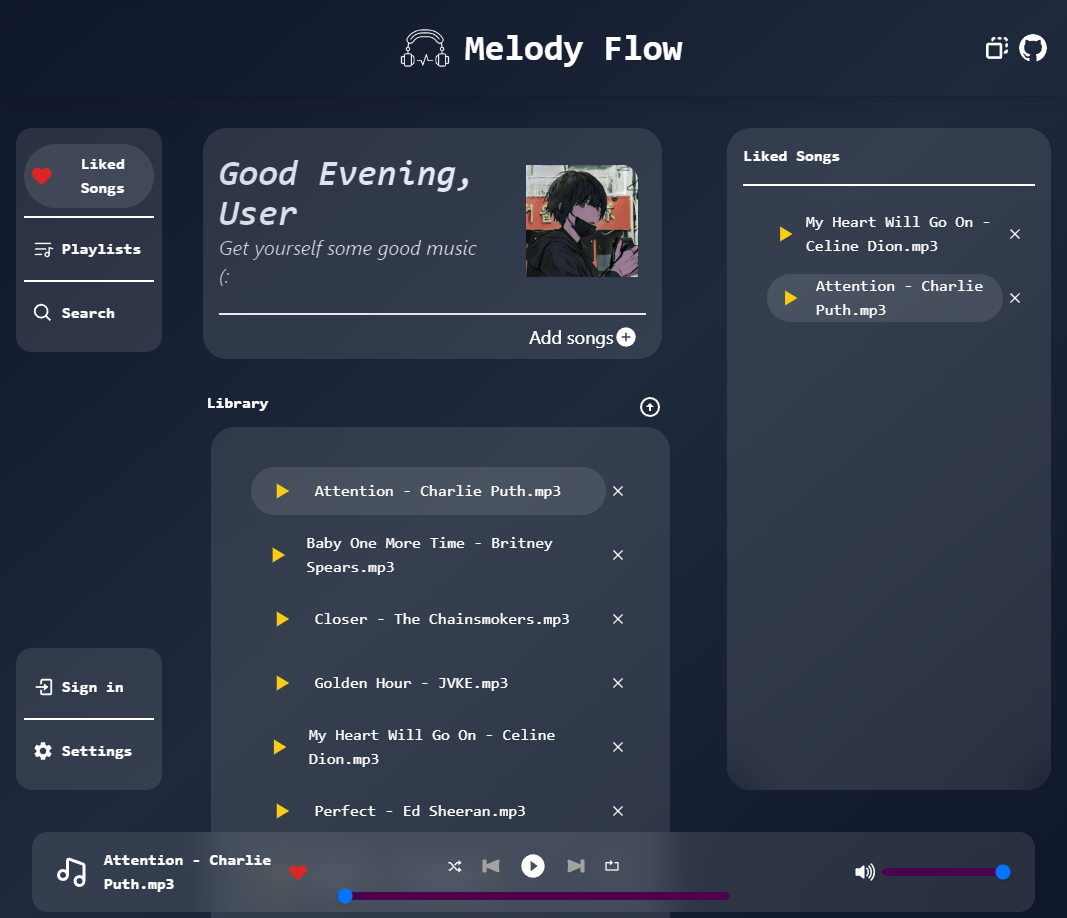 Melody Flow
Liked
Songs
Playlists
Search
Sign in
Settings
Good Evening,
User
Get yourself some good music
(:
Add songs
Library
Attention - Charlie Puth.mp3
Baby One More Time - Britney
Spears.mp3
Closer - The Chainsmokers.mp3
Golden Hour - JVKE.mp3
My Heart Will Go On - Celine
Dion.mp3
Perfect - Ed Sheeran.mp3
Liked Songs
My Heart Will Go On -
Celine Dion.mp3
Attention - Charlie
Puth.mp3
Attention - Charlie
Puth.mp3